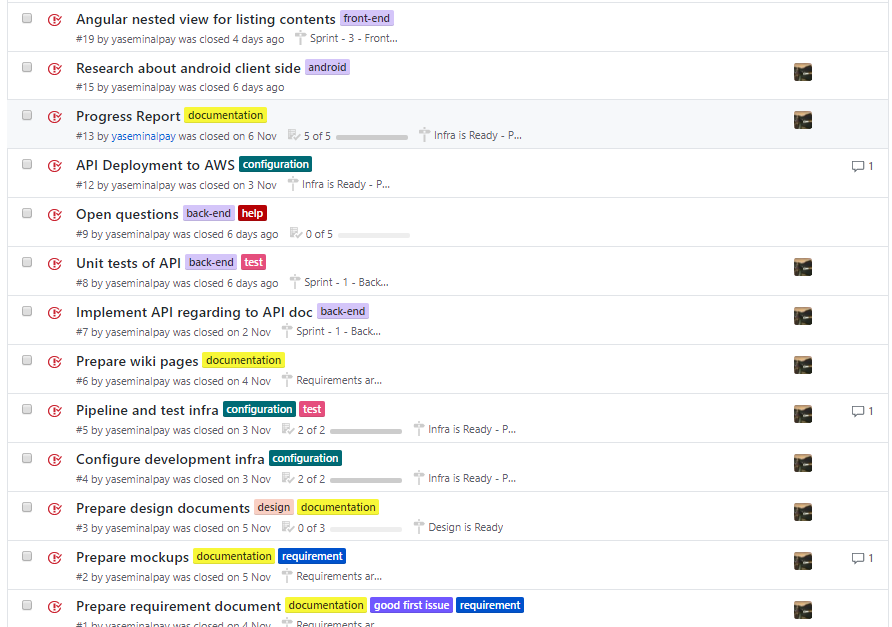 Angular nested view for listing contents front-end
#19 by yaseminalpay was closed 4 days ago Sprint - 3 - Front...
Research about android client side android
#15 by yaseminalpay was closed 6 days ago
Progress Report documentation
#13 by yaseminalpay was closed on 6 Nov 5 of 5 Infra is Ready - P...
API Deployment to AWS configuration 1
#12 by yaseminalpay was closed on 3 Nov Infra is Ready - P...
Open questions back-end help
#9 by yaseminalpay was closed 6 days ago 0 of 5
Unit tests of API back-end test
#8 by yaseminalpay was closed 6 days ago Sprint - 1 - Back...
Implement API regarding to API doc back-end
#7 by yaseminalpay was closed on 2 Nov Sprint - 1 - Back...
Prepare wiki pages documentation
#6 by yaseminalpay was closed on 4 Nov Requirements ar...
Pipeline and test infra configuration test 1
#5 by yaseminalpay was closed on 3 Nov 2 of 2 Infra is Ready - P...
Configure development infra configuration
#4 by yaseminalpay was closed on 3 Nov 2 of 2 Infra is Ready - P...
Prepare design documents design documentation
#3 by yaseminalpay was closed on 5 Nov 0 of 3 Design is Ready
Prepare mockups documentation requirement 1
#2 by yaseminalpay was closed on 5 Nov Requirements ar...
Prepare requirement document documentation good first issue requirement
#1 by yaseminalpay was closed on 4 Nov Requirements ar...